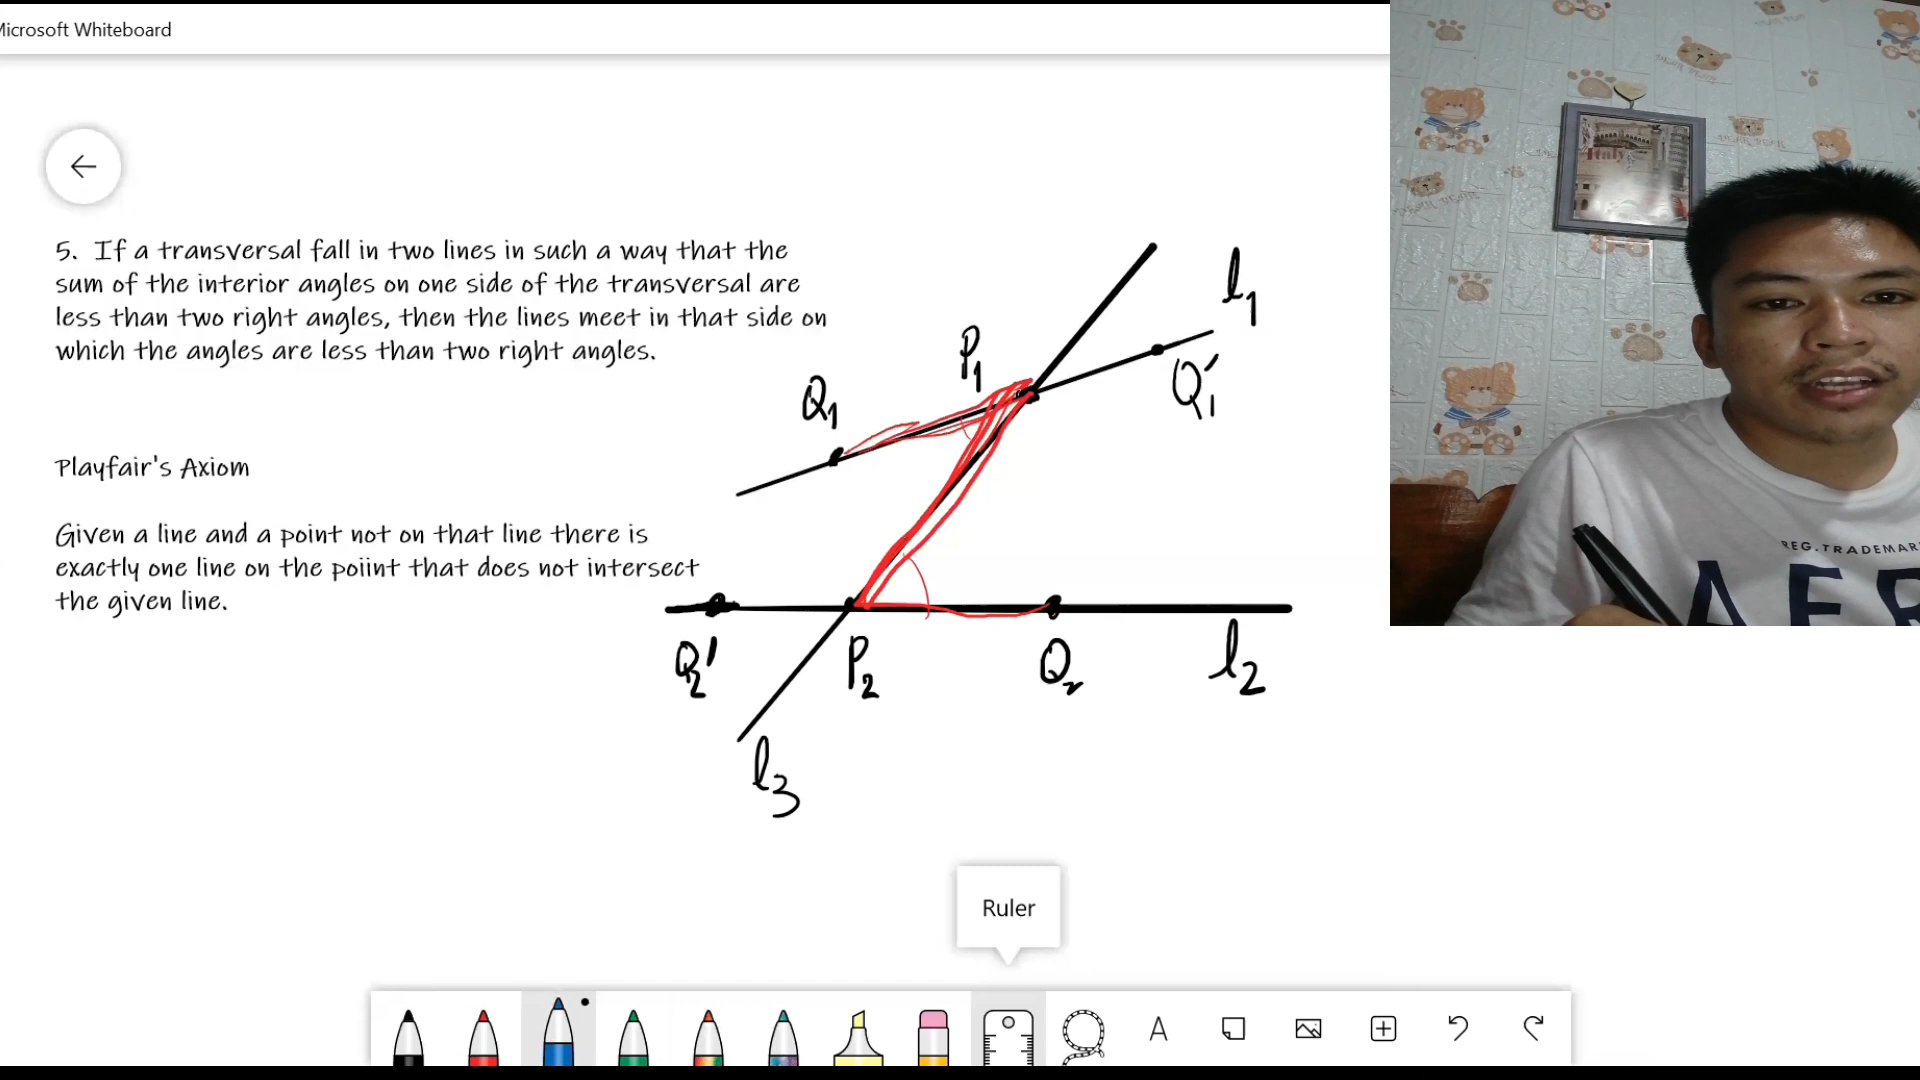 Microsoft Whiteboard
5. If a transversal fall in two lines in such a way that the
sum of the interior angles on one side of the transversal are
less than two right angles, then the lines meet in that side on
which the angles are less than two right angles.
Playfair's Axiom
Given a line and a point not on that line there is
exactly one line on the poiint that does not intersect
the given line.
l1
P1
Q1
Q'1
Q2'
P2
Q2
l2
l3
Ruler
A
Italy
REG.TRADEMAR
AER